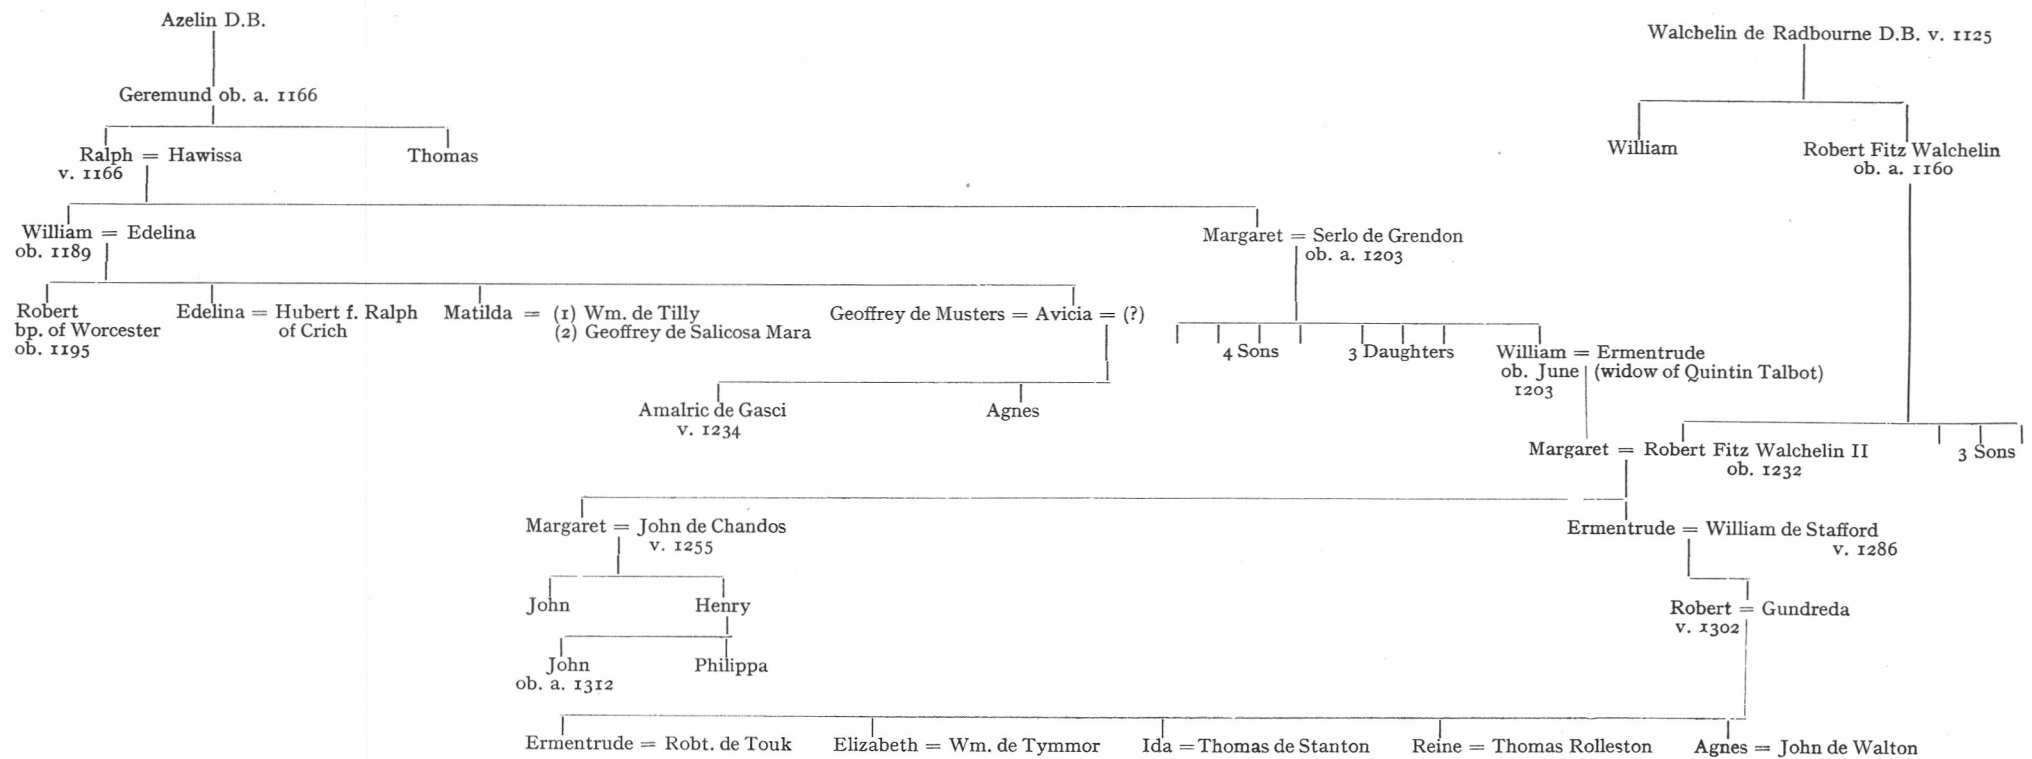 Azelin D.B.
Walchelin de Radbourne D.B. v. 1125
Geremund ob. a. 1166
Ralph = Hawissa
v. 1166
Thomas
William
Robert Fitz Walchelin
ob. a. 1160
William = Edelina
ob. 1189
Margaret = Serlo de Grendon
ob. a. 1203
Robert
bp. of Worcester
ob. 1195
Edelina = Hubert f. Ralph
of Crich
Matilda = (1) Wm. de Tilly
(2) Geoffrey de Salicosa Mara
Geoffrey de Musters = Avicia = (?)
4 Sons
3 Daughters
William = Ermentrude
ob. June (widow of Quintin Talbot)
1203
Amalric de Gasci
v. 1234
Agnes
Margaret = Robert Fitz Walchelin II
ob. 1232
3 Sons
Margaret = John de Chandos
v. 1255
Ermentrude = William de Stafford
v. 1286
John
Henry
Robert = Gundreda
v. 1302
John
ob. a. 1312
Philippa
Ermentrude = Robt. de Touk
Elizabeth = Wm. de Tymmor
Ida = Thomas de Stanton
Reine = Thomas Rolleston
Agnes = John de Walton